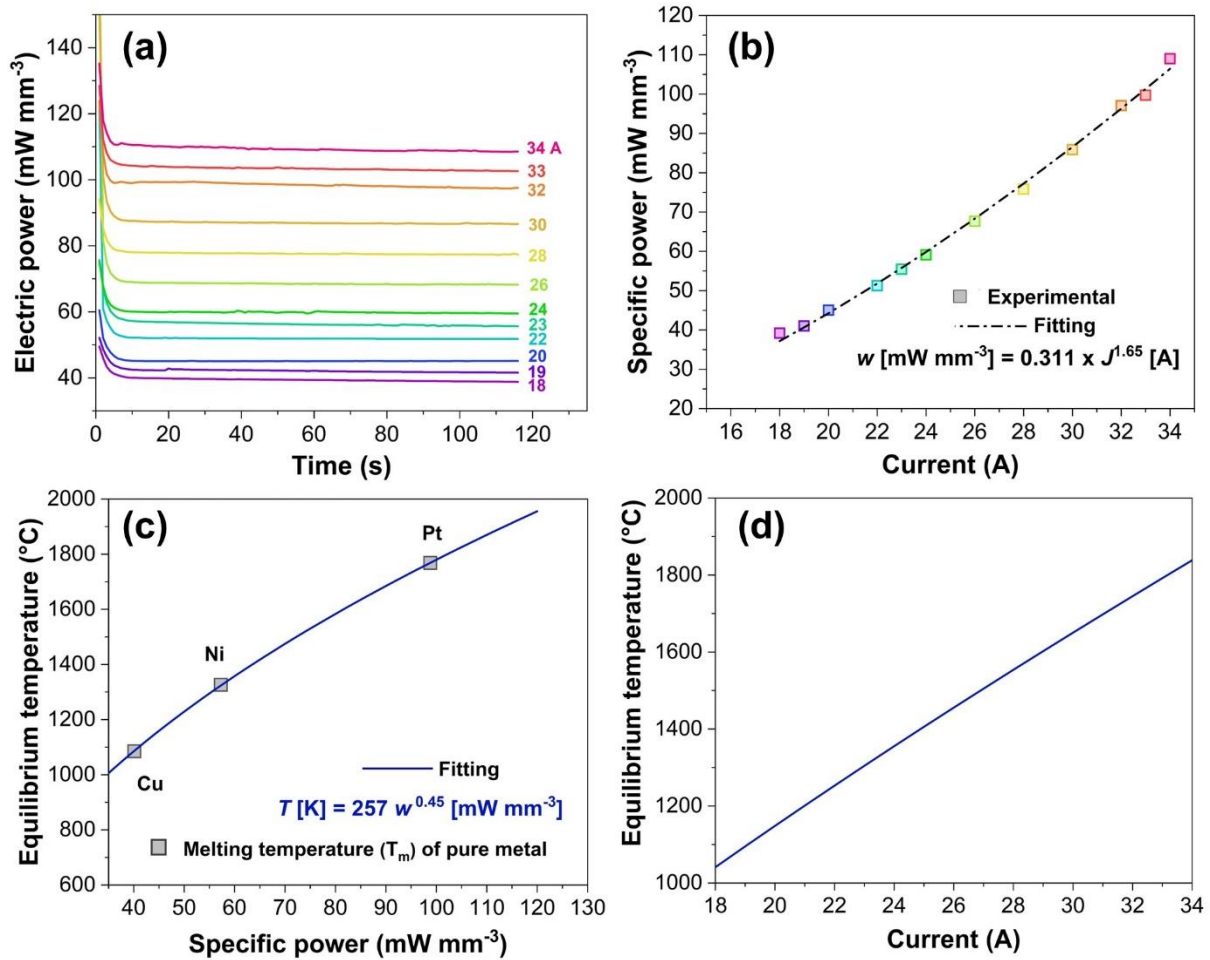 (a)
Electric power (mW mm⁻³)
140
120
100
80
60
40
34 A
33
32
30
28
26
24
23
22
20
19
18
0 20 40 60 80 100 120 140
Time (s)
(b)
Specific power (mW mm⁻³)
120
110
100
90
80
70
60
50
40
30
20
Experimental
Fitting
w [mW mm⁻³] = 0.311 x J¹·⁶⁵ [A]
16 18 20 22 24 26 28 30 32 34
Current (A)
(c)
Equilibrium temperature (°C)
2000
1800
1600
1400
1200
1000
800
600
Pt
Ni
Cu
Fitting
T [K] = 257 w⁰·⁴⁵ [mW mm⁻³]
Melting temperature (Tₘ) of pure metal
40 50 60 70 80 90 100 110 120 130
Specific power (mW mm⁻³)
(d)
Equilibrium temperature (°C)
2000
1800
1600
1400
1200
1000
18 20 22 24 26 28 30 32 34
Current (A)